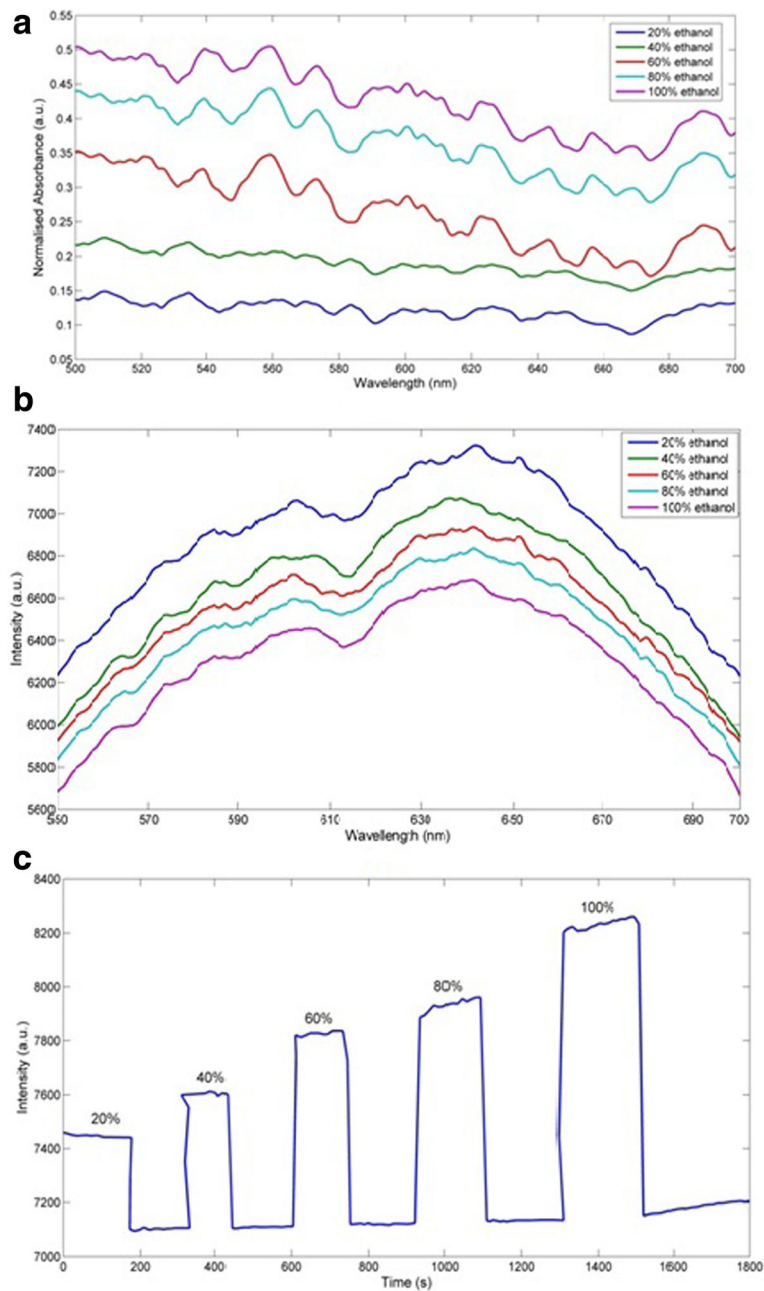 a
0.55
0.5
0.45
0.4
0.35
0.3
0.25
0.2
0.15
0.1
0.05
Normalised Absorbance (a.u.)
20% ethanol
40% ethanol
60% ethanol
80% ethanol
100% ethanol
500 520 540 560 580 600 620 640 660 680 700
Wavelength (nm)
b
7400
7200
7000
6800
6600
6400
6200
6000
5800
5600
Intensity (a.u.)
20% ethanol
40% ethanol
60% ethanol
80% ethanol
100% ethanol
550 570 590 610 630 650 670 690 700
Wavellength (nm)
c
8400
8200
8000
7800
7600
7400
7200
7000
Intensity (a.u.)
20%
40%
60%
80%
100%
0 200 400 600 800 1000 1200 1400 1600 1800
Time (s)